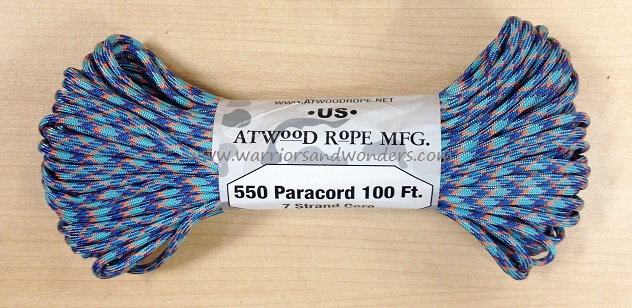 WWW.ATWOODROPE.NET
•US•
ATWOOD ROPE MFG.
www.warriorsandwonders.com
550 Paracord 100 Ft.
7 Strand Core